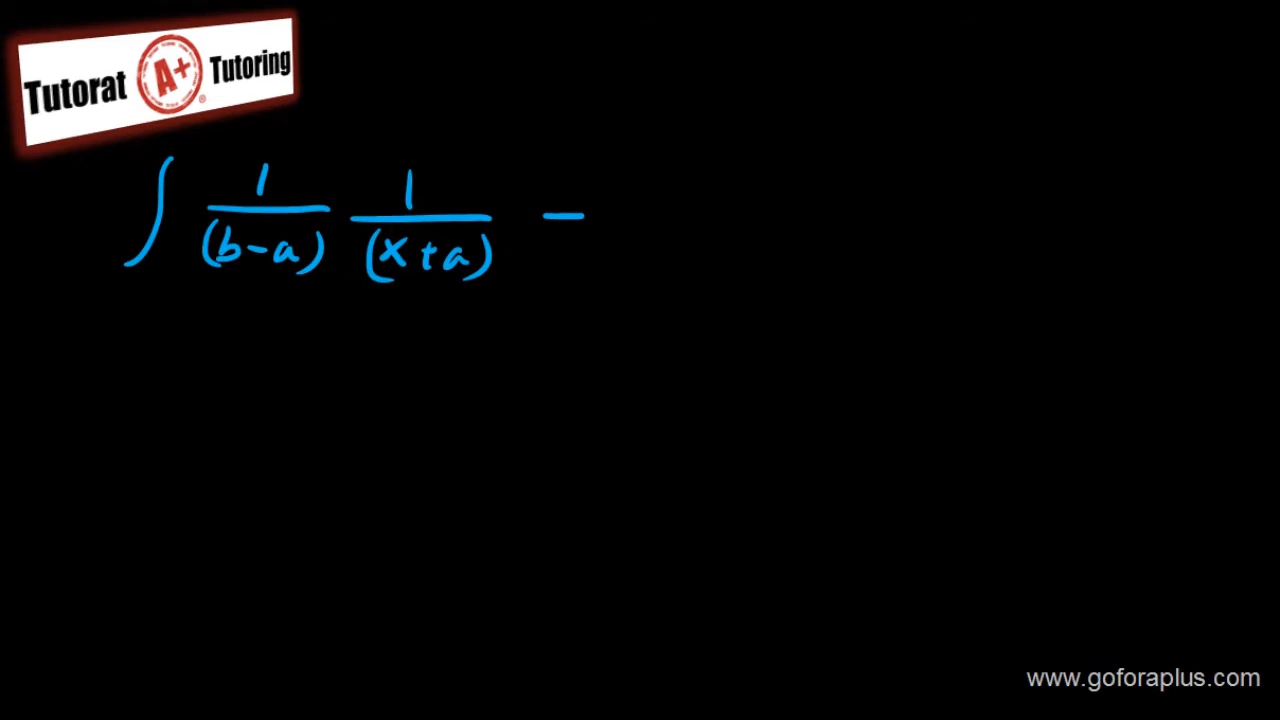 Tutorat A+ Tutoring
∫ 1/(b-a) 1/(x+a) -
www.goforaplus.com